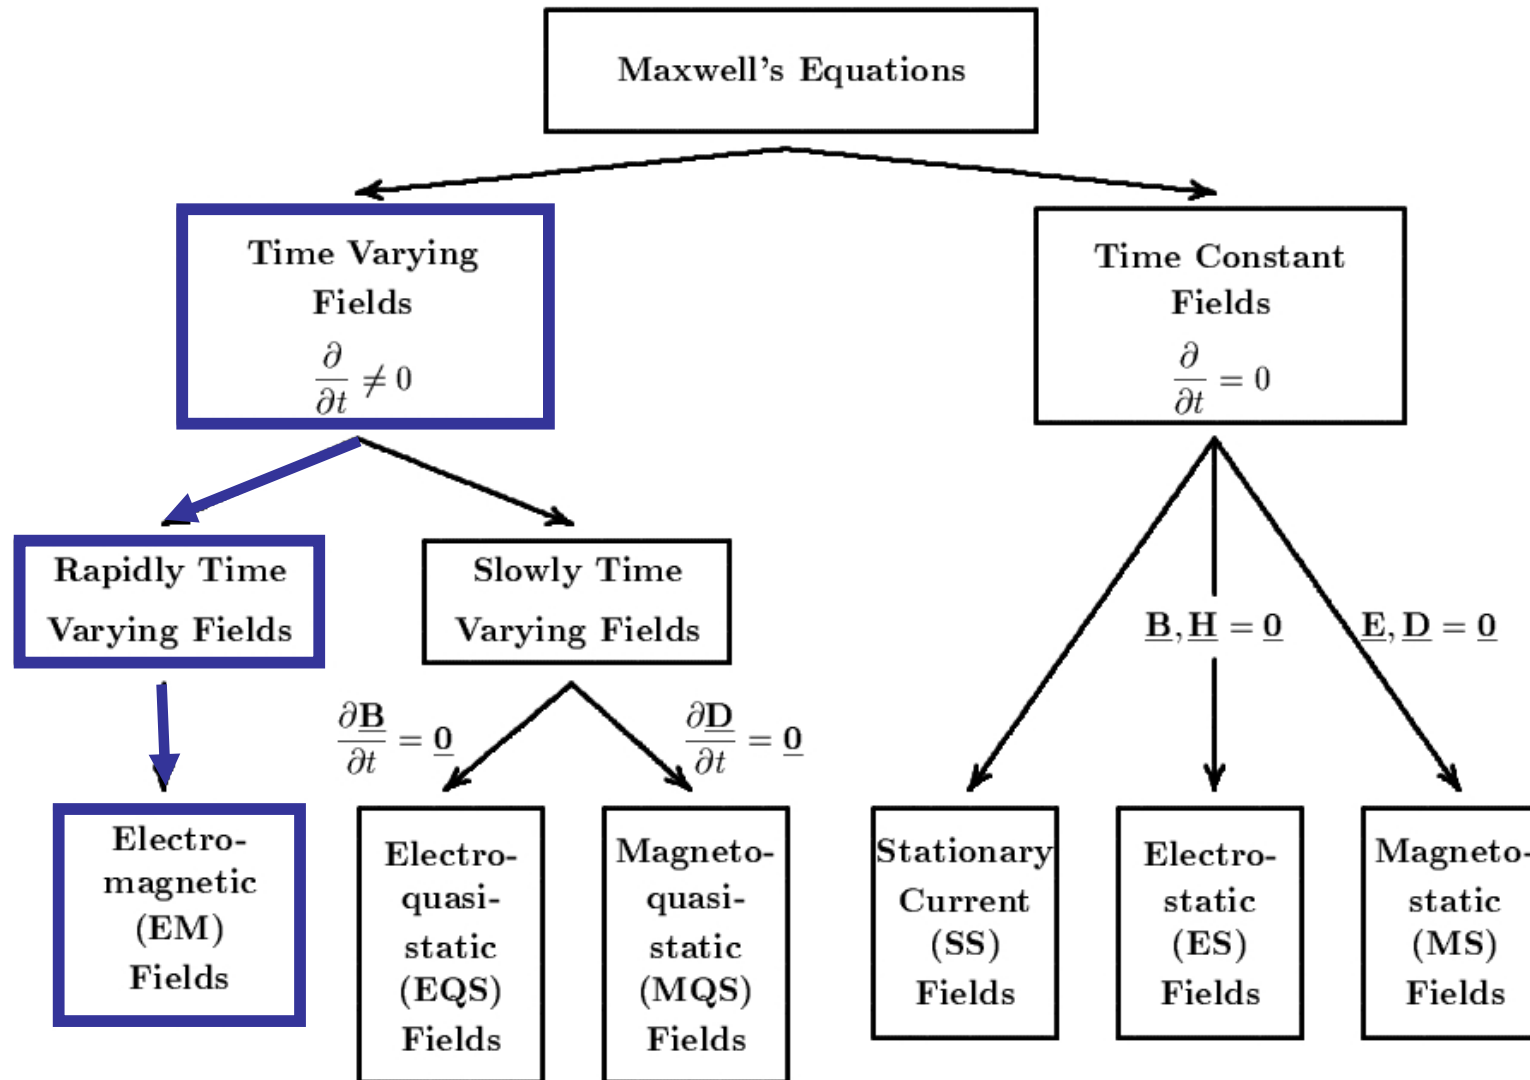 Maxwell's Equations
Time Varying
Fields
∂/∂t ≠ 0
Time Constant
Fields
∂/∂t = 0
Rapidly Time
Varying Fields
Slowly Time
Varying Fields
∂B̲/∂t = 0̲
∂D̲/∂t = 0̲
B̲, H̲ = 0̲
E̲, D̲ = 0̲
Electro-
magnetic
(EM)
Fields
Electro-
quasi-
static
(EQS)
Fields
Magneto-
quasi-
static
(MQS)
Fields
Stationary
Current
(SS)
Fields
Electro-
static
(ES)
Fields
Magneto-
static
(MS)
Fields